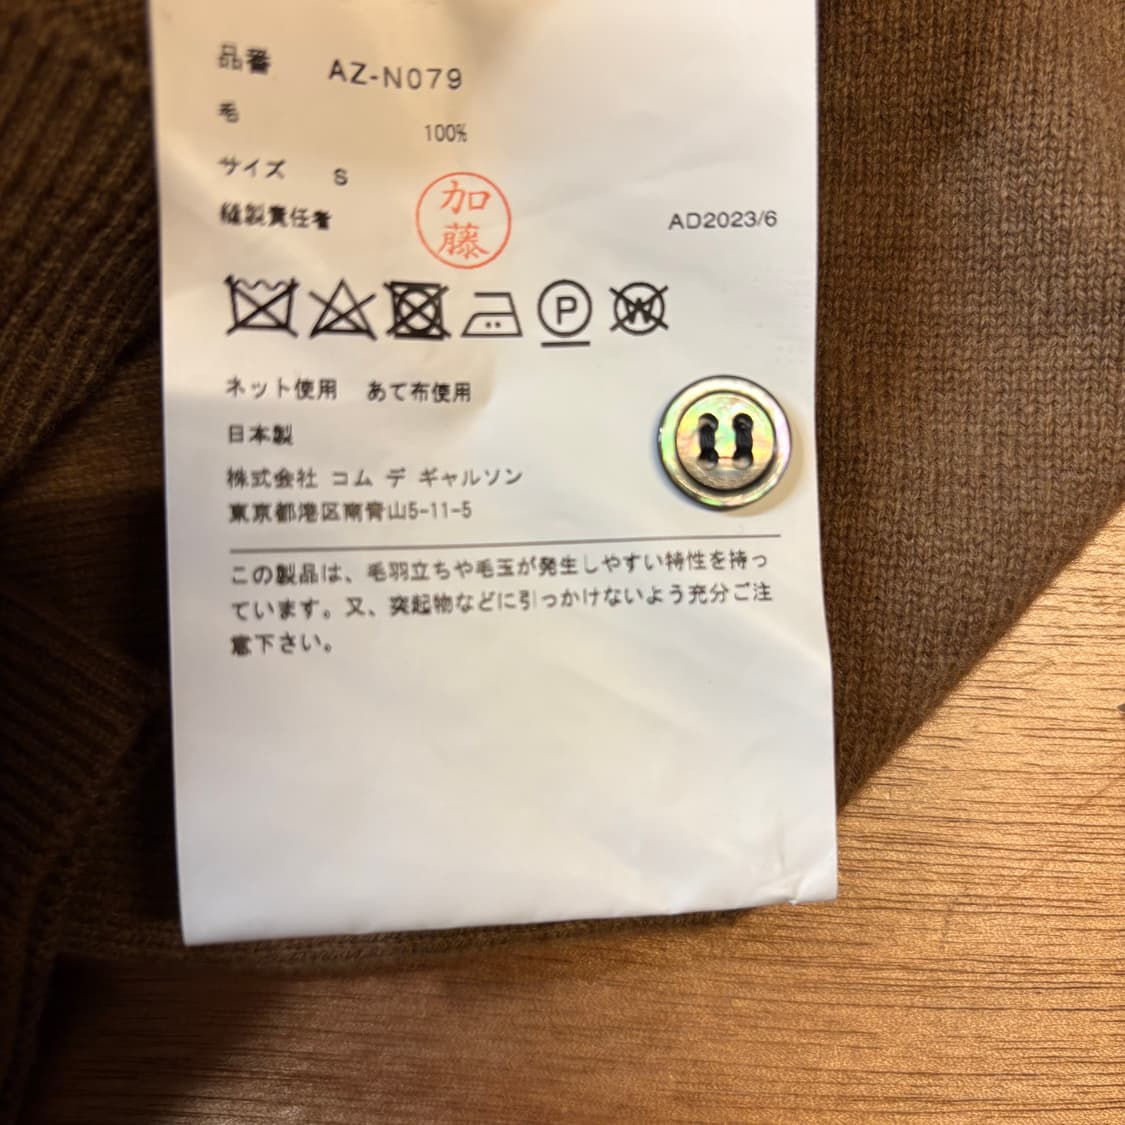 品番 AZ-N079
毛
100%
サイズ S
加藤
縫製責任者
AD2023/6
P
W
ネット使用 あて布使用
日本製
株式会社 コム デ ギャルソン
東京都港区南青山5-11-5
この製品は、毛羽立ちや毛玉が発生しやすい特性を持っ
ています。又、突起物などに引っかけないよう充分ご注
意下さい。